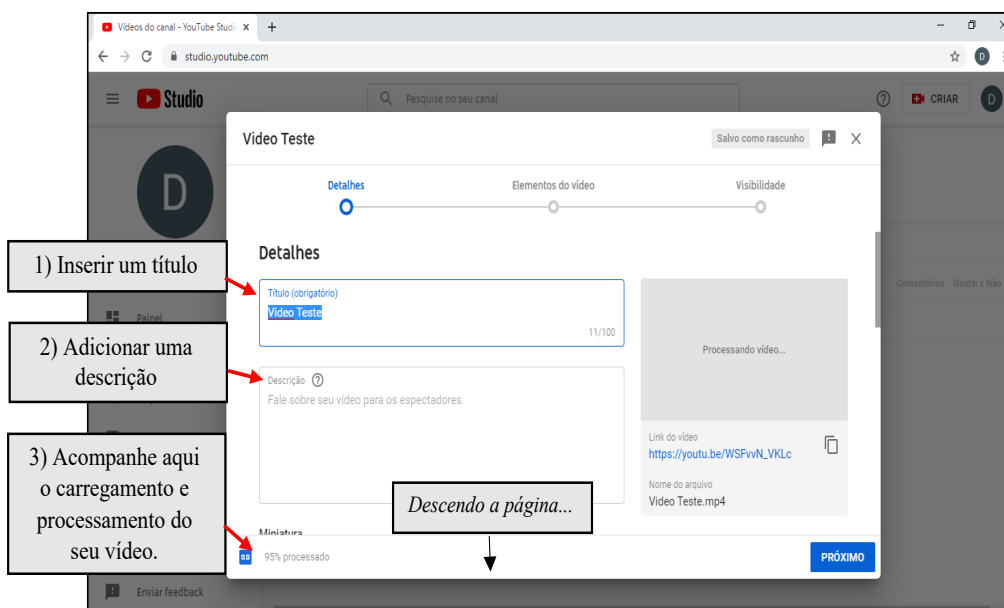 Vídeos do canal - YouTube Studi
studio.youtube.com
D
Studio
Pesquise no seu canal
CRIAR
D
D
Video Teste
Salvo como rascunho
Detalhes
Elementos do vídeo
Visibilidade
1) Inserir um título
Detalhes
Título (obrigatório)
Video Teste
11/100
Processando vídeo...
Comentários Gostei x Não
Painel
2) Adicionar uma
descrição
Descrição
Fale sobre seu vídeo para os espectadores
Link do vídeo
https://youtu.be/WSFvvN_VKLc
Nome do arquivo
Video Teste.mp4
3) Acompanhe aqui
o carregamento e
processamento do
seu vídeo.
Descendo a página...
Miniatura
95% processado
PRÓXIMO
Enviar feedback